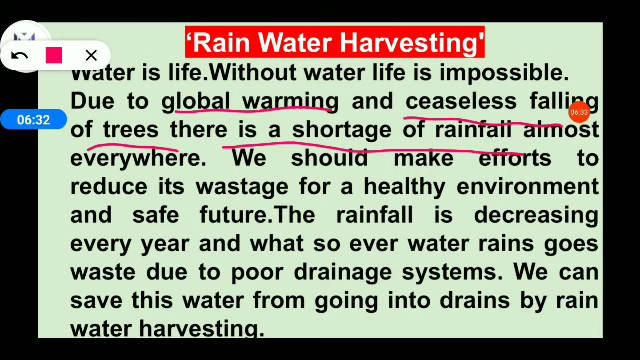 ‘Rain Water Harvesting'
Water is life.Without water life is impossible.
Due to global warming and ceaseless falling
06:33
06:32
of trees there is a shortage of rainfall almost
everywhere. We should make efforts to
reduce its wastage for a healthy environment
and safe future.The rainfall is decreasing
every year and what so ever water rains goes
waste due to poor drainage systems. We can
save this water from going into drains by rain
water harvesting.